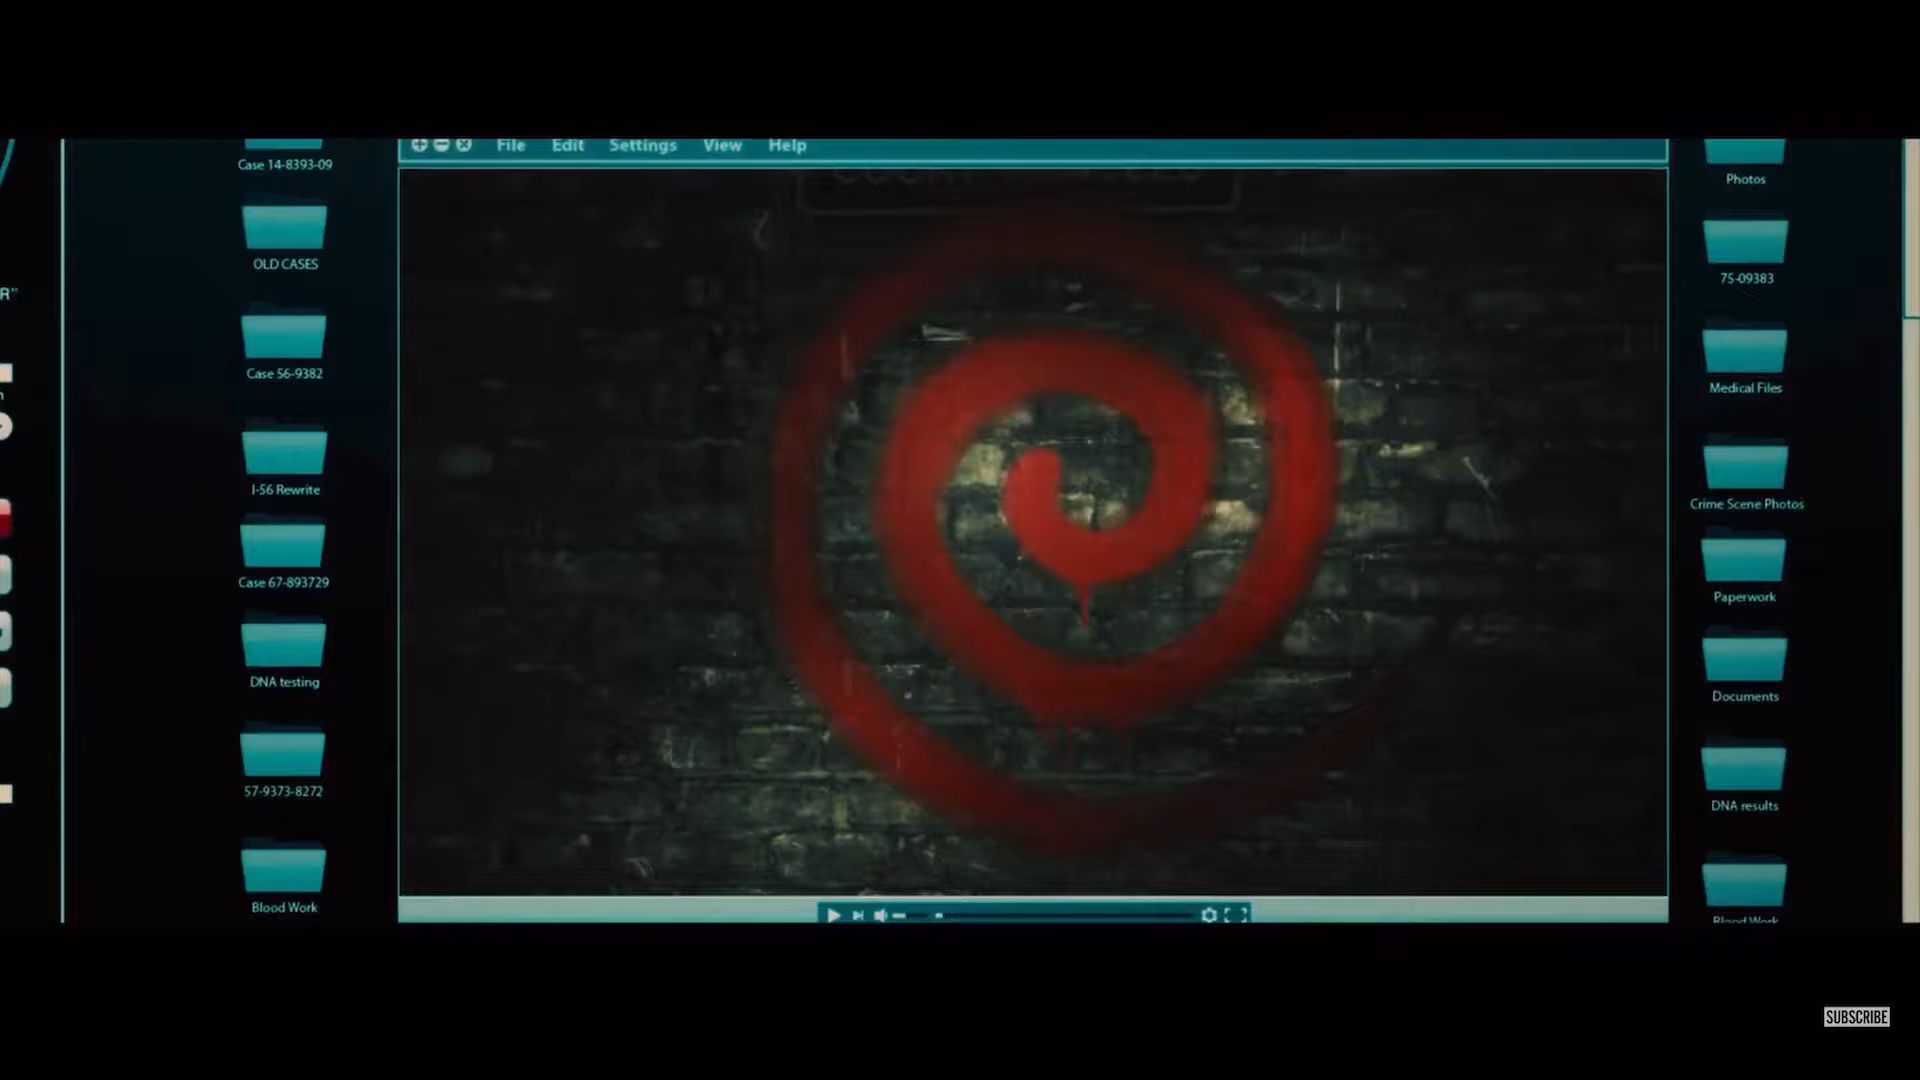 File Edit Settings View Help
Case 14-8393-09
OLD CASES
Case 56-9382
I-56 Rewrite
Case 67-893729
DNA testing
57-9373-8272
Blood Work
Photos
75-09383
Medical Files
Crime Scene Photos
Paperwork
Documents
DNA results
Blood Work
R"
SUBSCRIBE